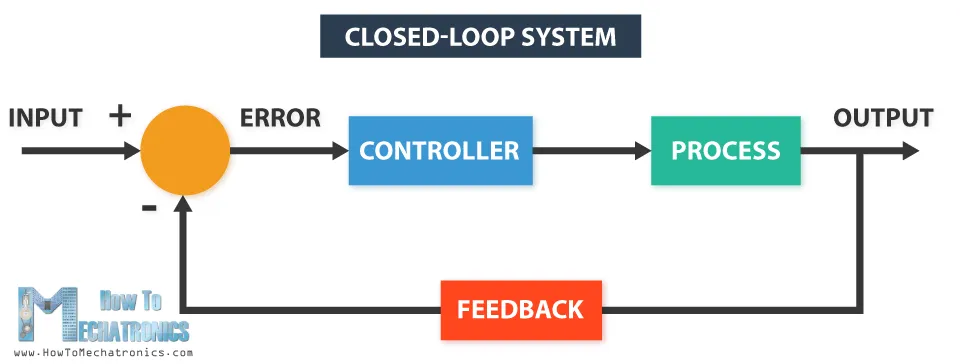 CLOSED-LOOP SYSTEM
INPUT + ERROR CONTROLLER PROCESS OUTPUT
-
FEEDBACK
How To
MECHATRONICS
www.HowToMechatronics.com